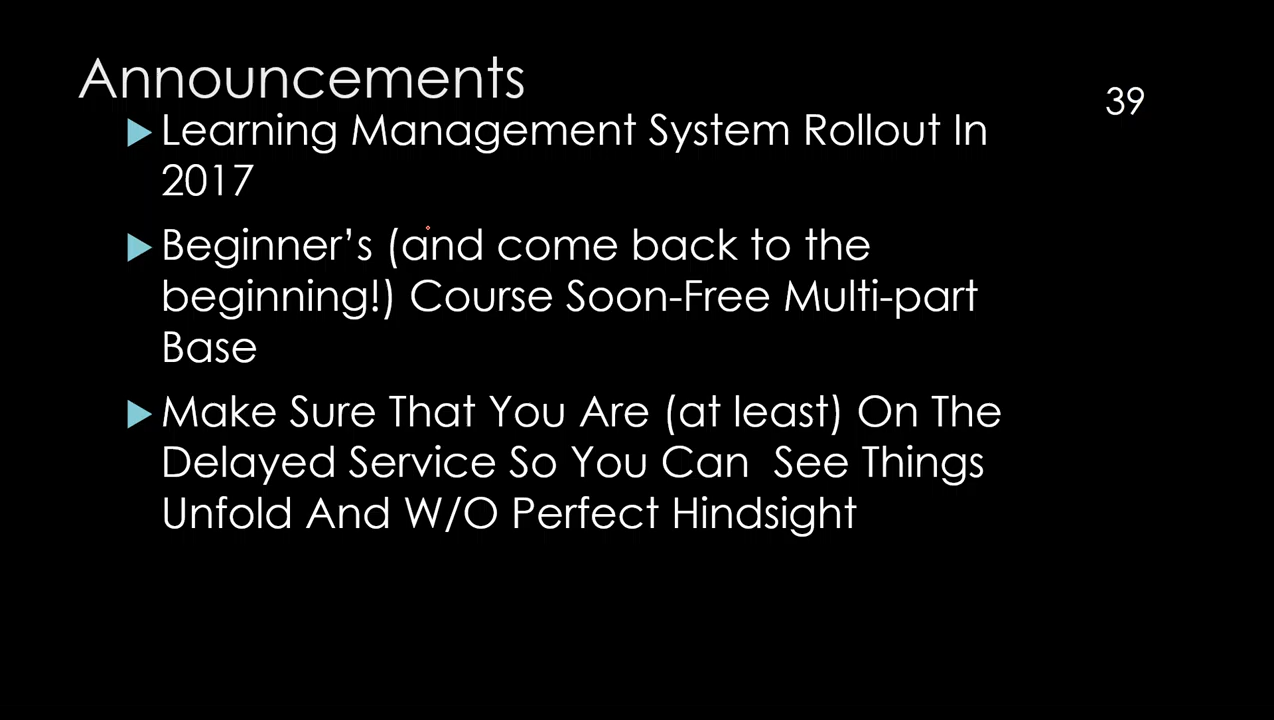 Announcements
39
Learning Management System Rollout In
2017
Beginner’s (and come back to the
beginning!) Course Soon-Free Multi-part
Base
Make Sure That You Are (at least) On The
Delayed Service So You Can  See Things
Unfold And W/O Perfect Hindsight